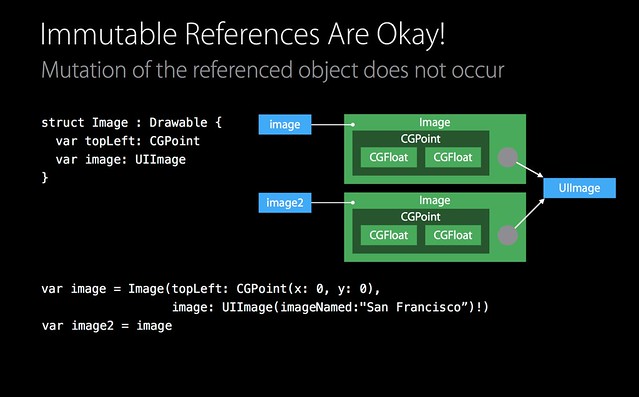 Immutable References Are Okay!
Mutation of the referenced object does not occur
struct Image : Drawable {
  var topLeft: CGPoint
  var image: UIImage
}
image
Image
CGPoint
CGFloat CGFloat
UIImage
image2
Image
CGPoint
CGFloat CGFloat
var image = Image(topLeft: CGPoint(x: 0, y: 0),
                  image: UIImage(imageNamed:"San Francisco”)!)
var image2 = image